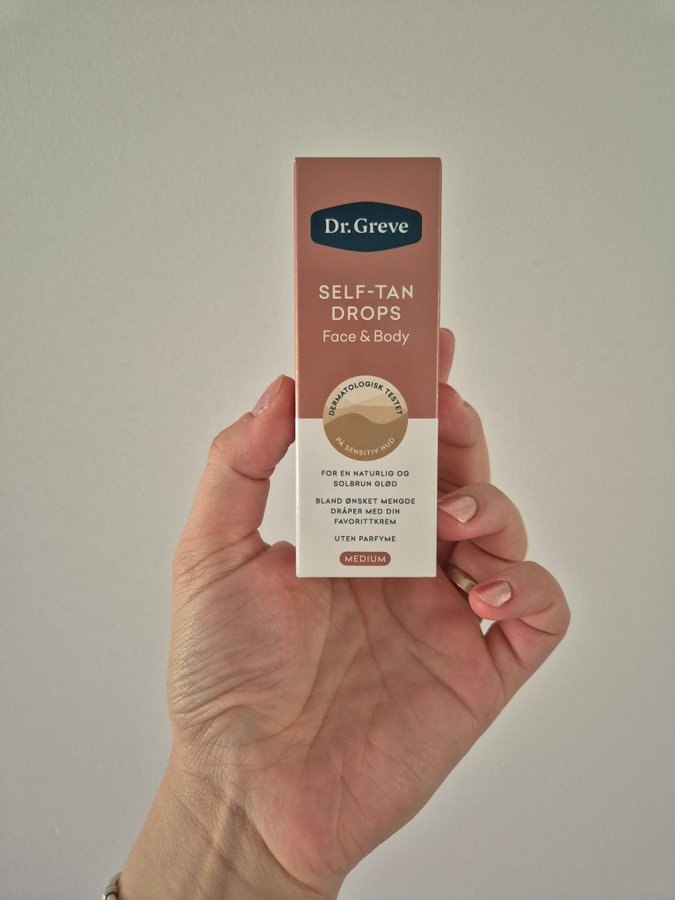 Dr. Greve
SELF-TAN
DROPS
Face & Body
DERMATOLOGISK TESTET
PÅ SENSITIV HUD
FOR EN NATURLIG OG
SOLBRUN GLØD
BLAND ØNSKET MENGDE
DRÅPER MED DIN
FAVORITTKREM
UTEN PARFYME
MEDIUM